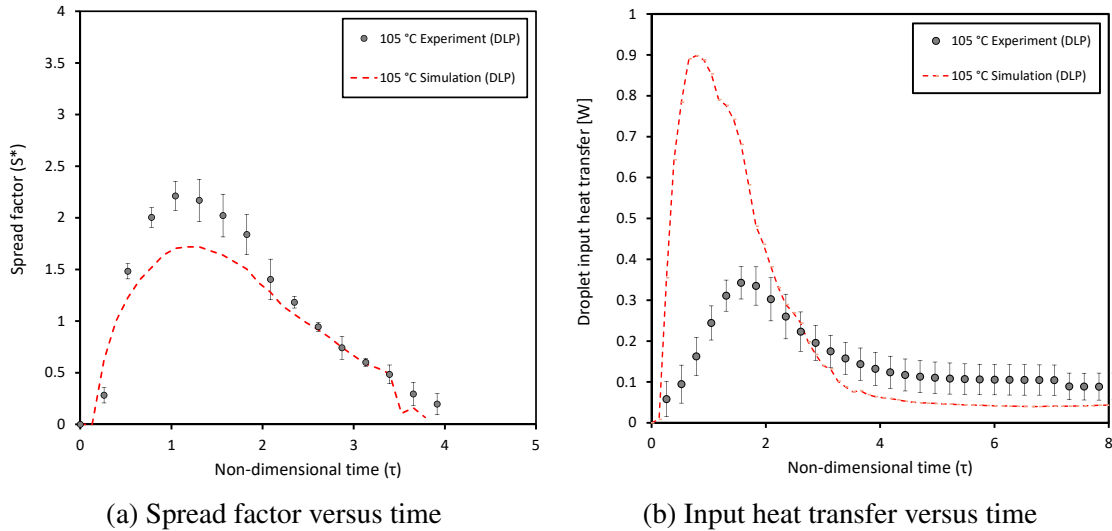 4
3.5
3
2.5
2
1.5
1
0.5
0
Spread factor (S*)
105 °C Experiment (DLP)
105 °C Simulation (DLP)
0 1 2 3 4 5
Non-dimensional time (τ)
(a) Spread factor versus time
1
0.9
0.8
0.7
0.6
0.5
0.4
0.3
0.2
0.1
0
Droplet input heat transfer [W]
105 °C Experiment (DLP)
105 °C Simulation (DLP)
0 2 4 6 8
Non-dimensional time (τ)
(b) Input heat transfer versus time